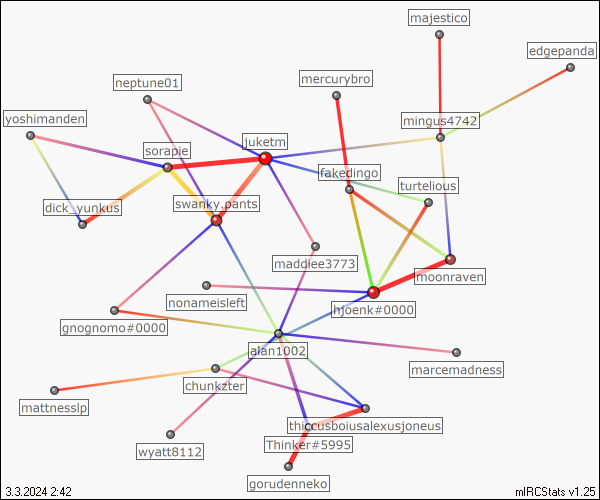 majestico
edgepanda
neptune01
mercurybro
yoshimanden
mingus4742
juketm
sorapie
fakedingo
turtelious
dick_yunkus
swanky.pants
maddiee3773
moonraven
nonameisleft
hjoenk#0000
gnognomo#0000
alan1002
marcemadness
chunkzter
mattnesslp
thiccusboiusalexusjoneus
Thinker#5995
wyatt8112
gorudenneko
3.3.2024 2:42
mIRCStats v1.25